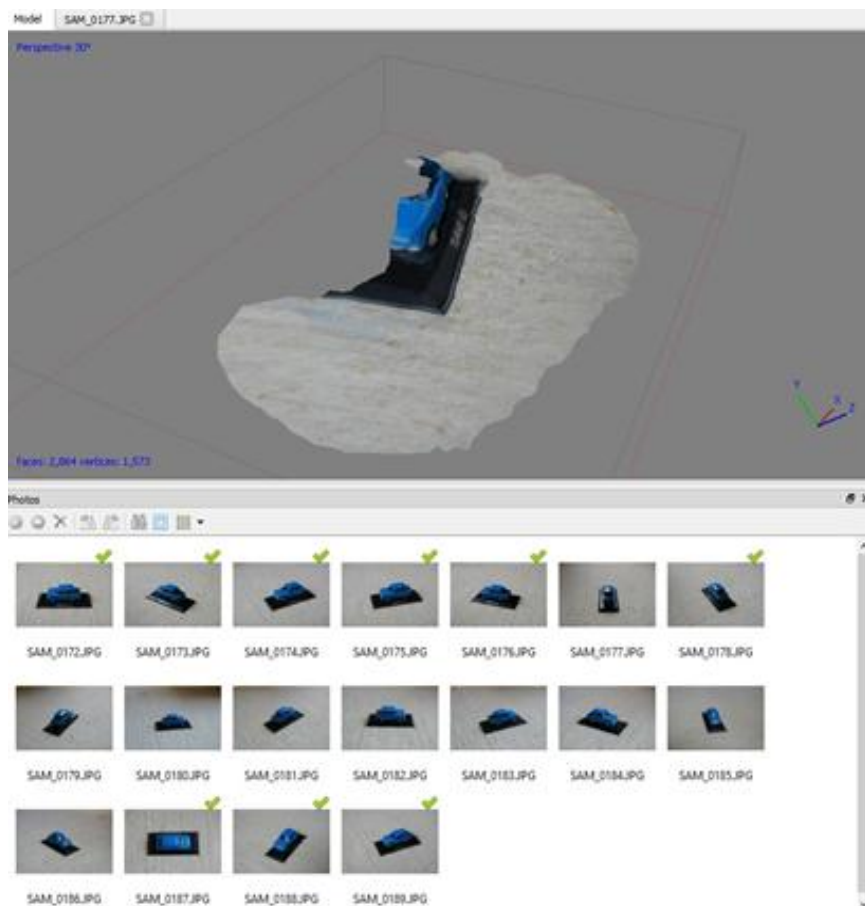 Model SAM_0177.JPG
Perspective 30°
Y
X
Z
Faces: 2,864 vertices: 1,573
Photos
SAM_0172.JPG SAM_0173.JPG SAM_0174.JPG SAM_0175.JPG SAM_0176.JPG SAM_0177.JPG SAM_0178.JPG
SAM_0179.JPG SAM_0180.JPG SAM_0181.JPG SAM_0182.JPG SAM_0183.JPG SAM_0184.JPG SAM_0185.JPG
SAM_0186.JPG SAM_0187.JPG SAM_0188.JPG SAM_0189.JPG